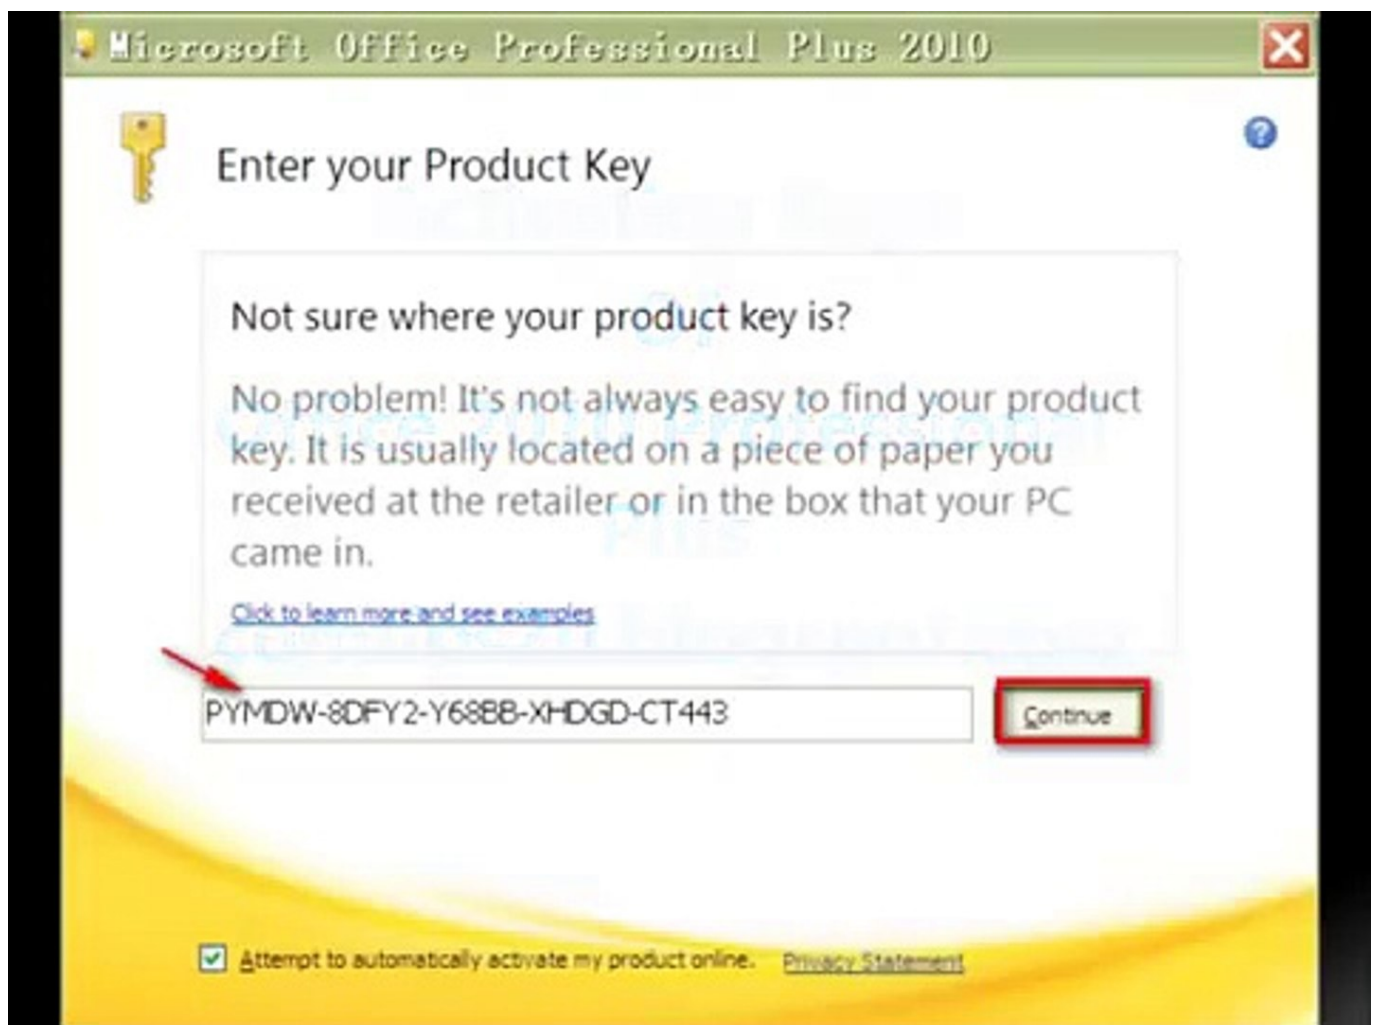 Microsoft Office Professional Plus 2010
Enter your Product Key
Not sure where your product key is?
No problem! It's not always easy to find your product
key. It is usually located on a piece of paper you
received at the retailer or in the box that your PC
came in.
Click to learn more and see examples
PYMDW-8DFY2-Y68BB-XHDGD-CT443
Continue
Attempt to automatically activate my product online. Privacy Statement